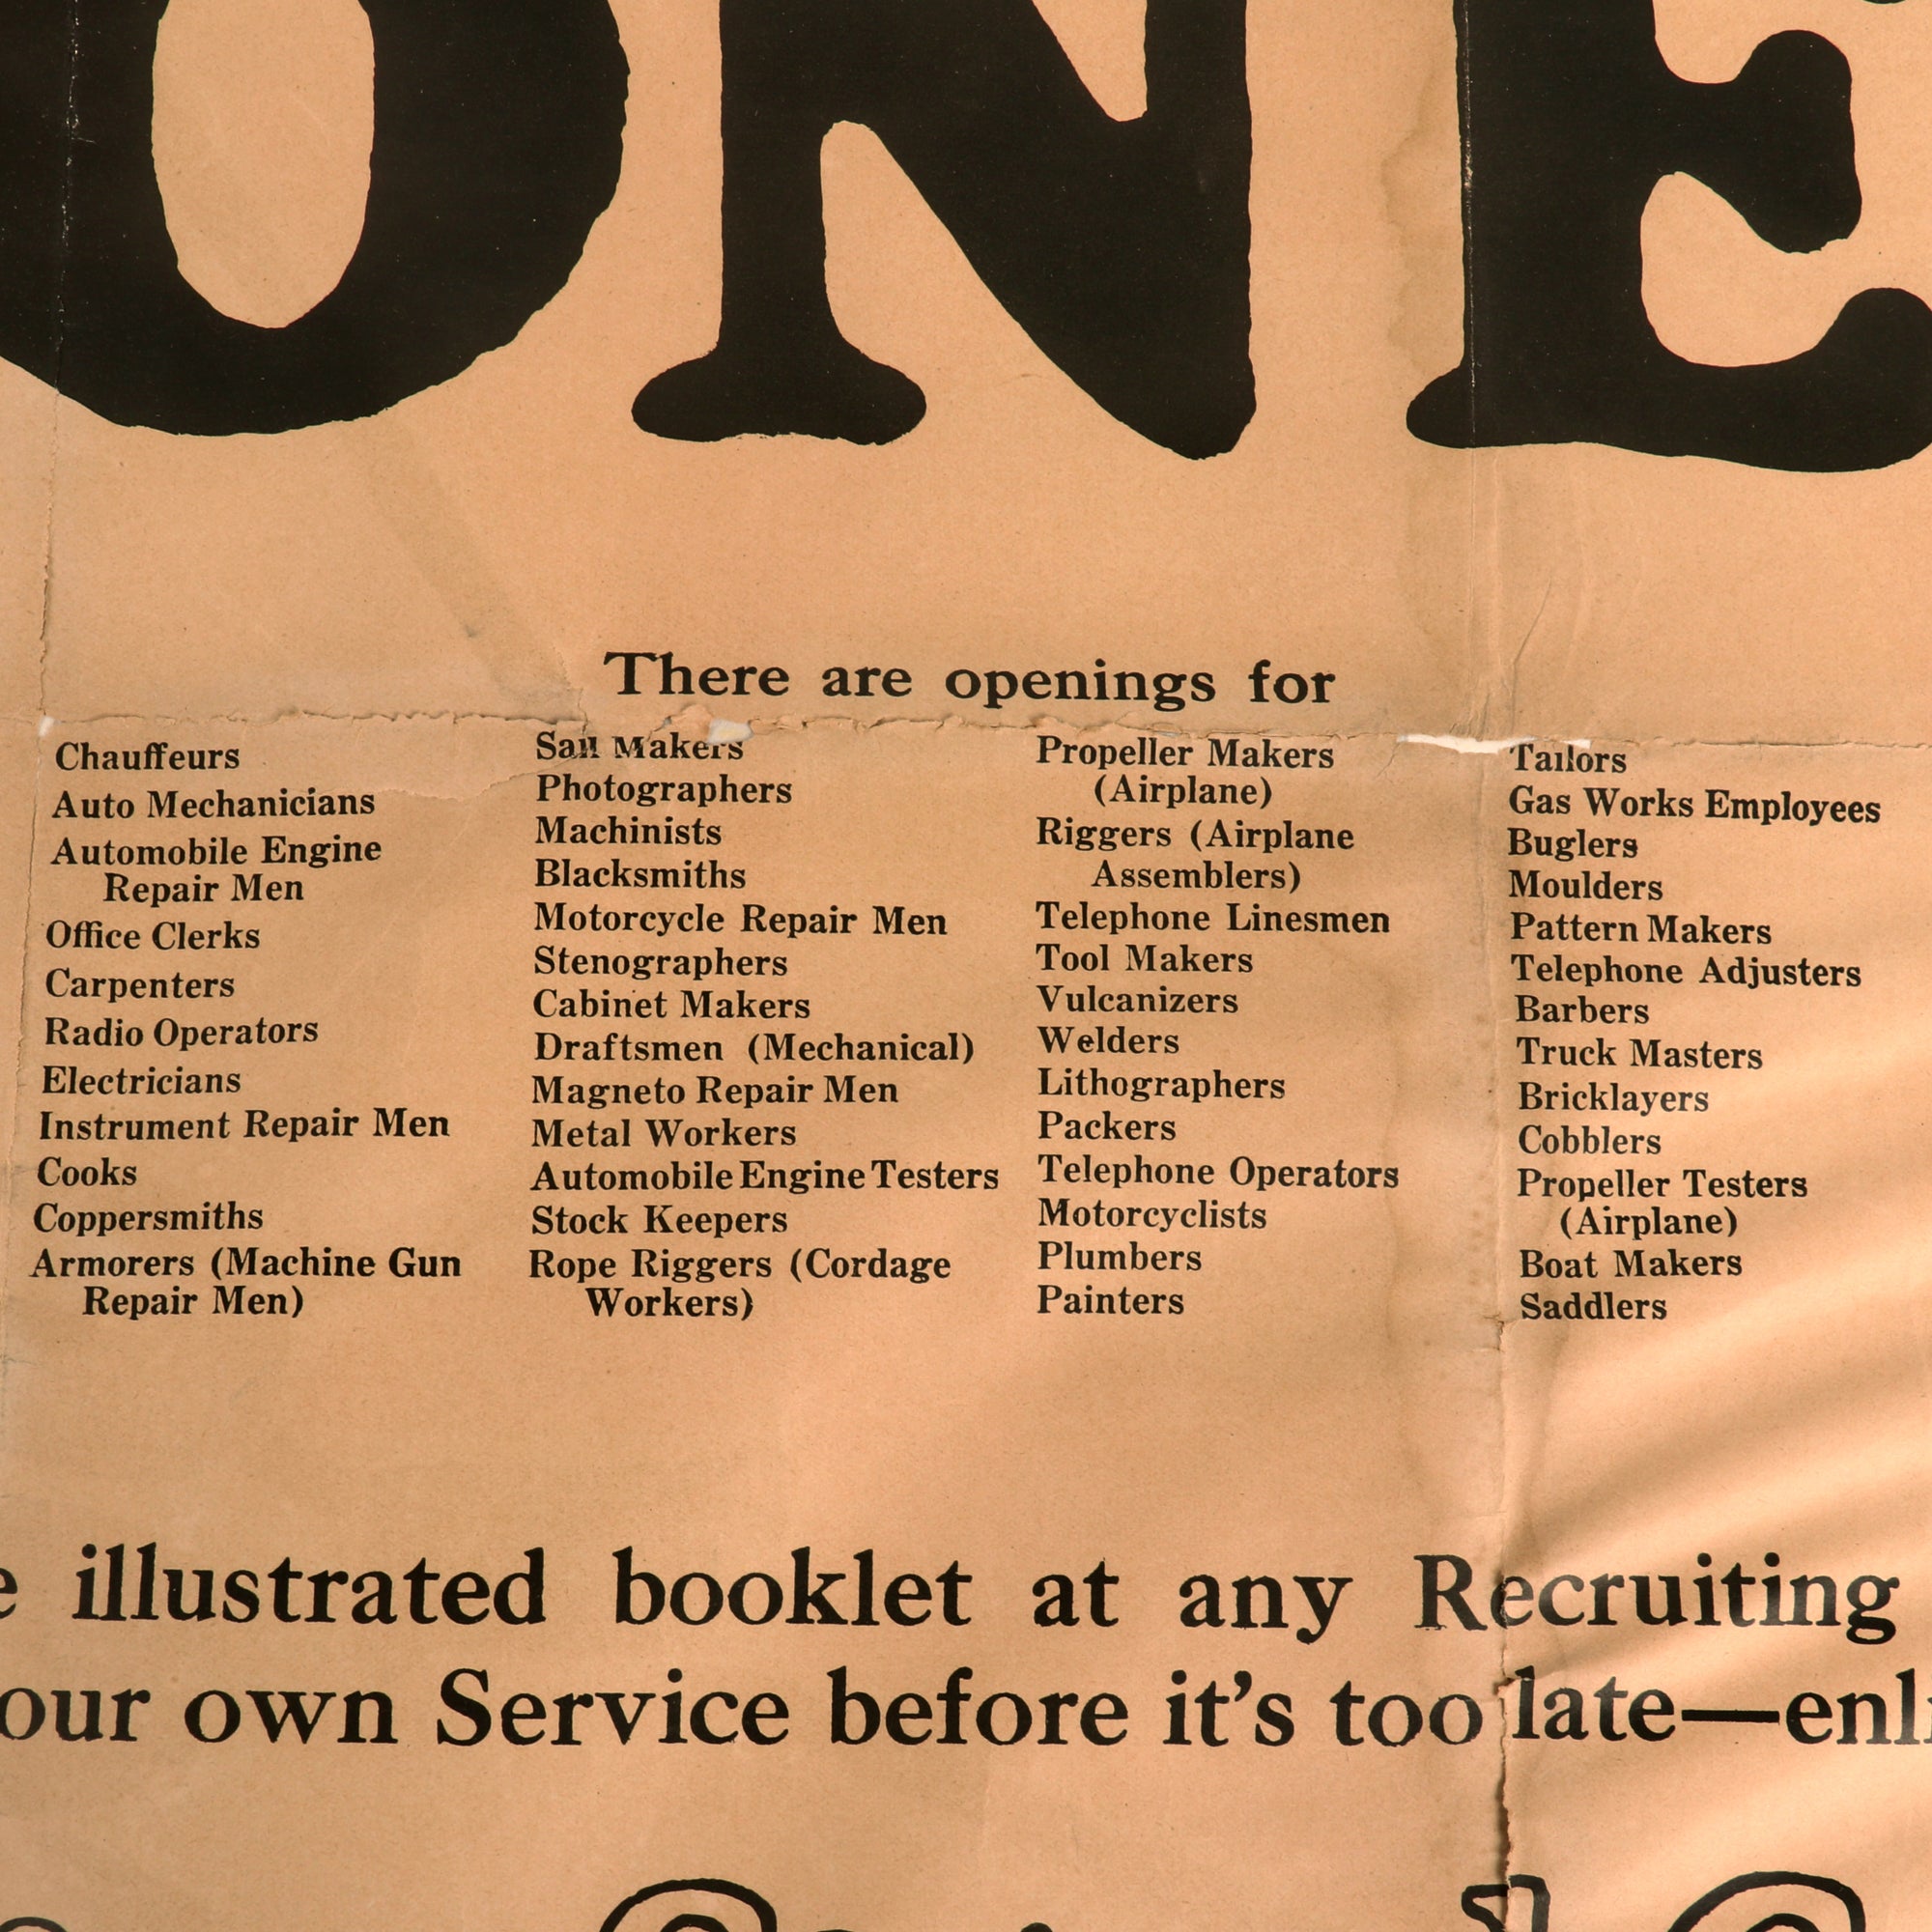 ONE
There are openings for
Chauffeurs
Auto Mechanicians
Automobile Engine
Repair Men
Office Clerks
Carpenters
Radio Operators
Electricians
Instrument Repair Men
Cooks
Coppersmiths
Armorers (Machine Gun
Repair Men)
Sail Makers
Photographers
Machinists
Blacksmiths
Motorcycle Repair Men
Stenographers
Cabinet Makers
Draftsmen (Mechanical)
Magneto Repair Men
Metal Workers
Automobile Engine Testers
Stock Keepers
Rope Riggers (Cordage
Workers)
Propeller Makers
(Airplane)
Riggers (Airplane
Assemblers)
Telephone Linesmen
Tool Makers
Vulcanizers
Welders
Lithographers
Packers
Telephone Operators
Motorcyclists
Plumbers
Painters
Tailors
Gas Works Employees
Buglers
Moulders
Pattern Makers
Telephone Adjusters
Barbers
Truck Masters
Bricklayers
Cobblers
Propeller Testers
(Airplane)
Boat Makers
Saddlers
e illustrated booklet at any Recruiting
our own Service before it's too late—enl